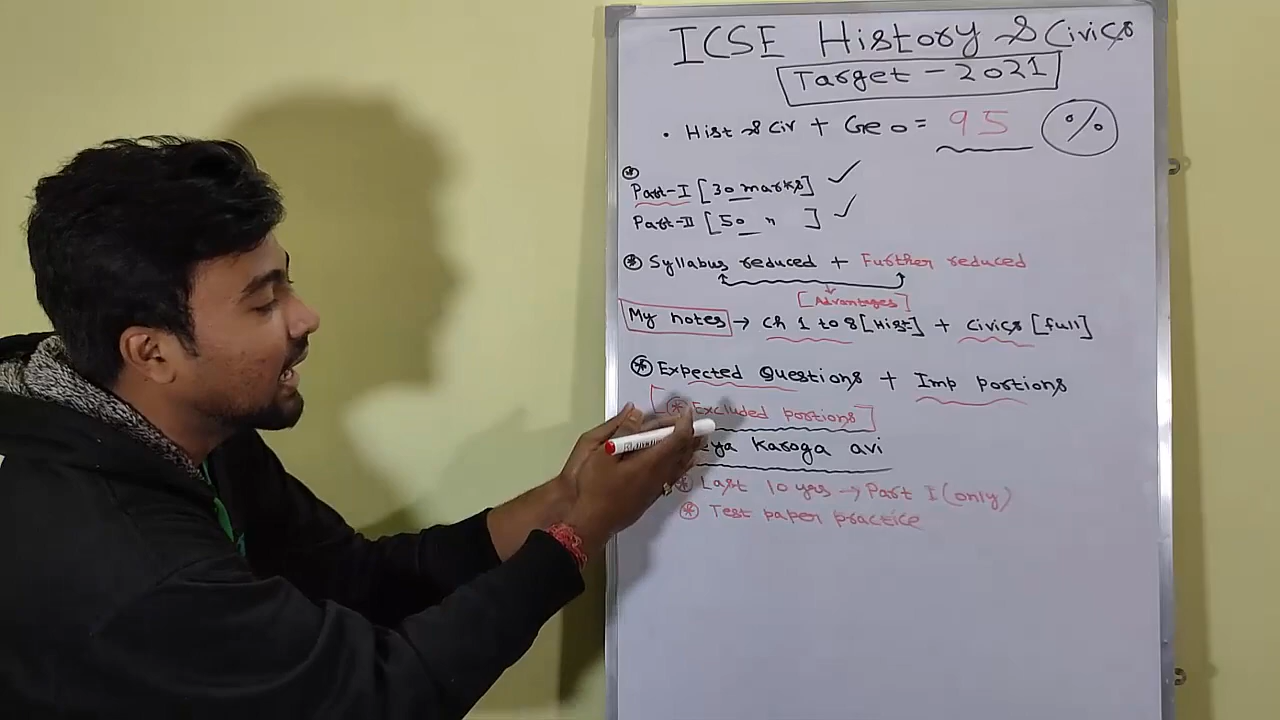 ICSE History & Civics
Target - 2021
• Hist & Civ + Geo = 95 %
* Part-I [30 marks] ✓
Part-II [50 " ] ✓
* Syllabus reduced + Further reduced
[Advantages]
My notes → Ch 1 to 8 [Hist] + Civics [full]
* Expected Questions + Imp portions
* Excluded portions
karoga avi
* Last 10 yrs → Part I (only)
* Test paper practice